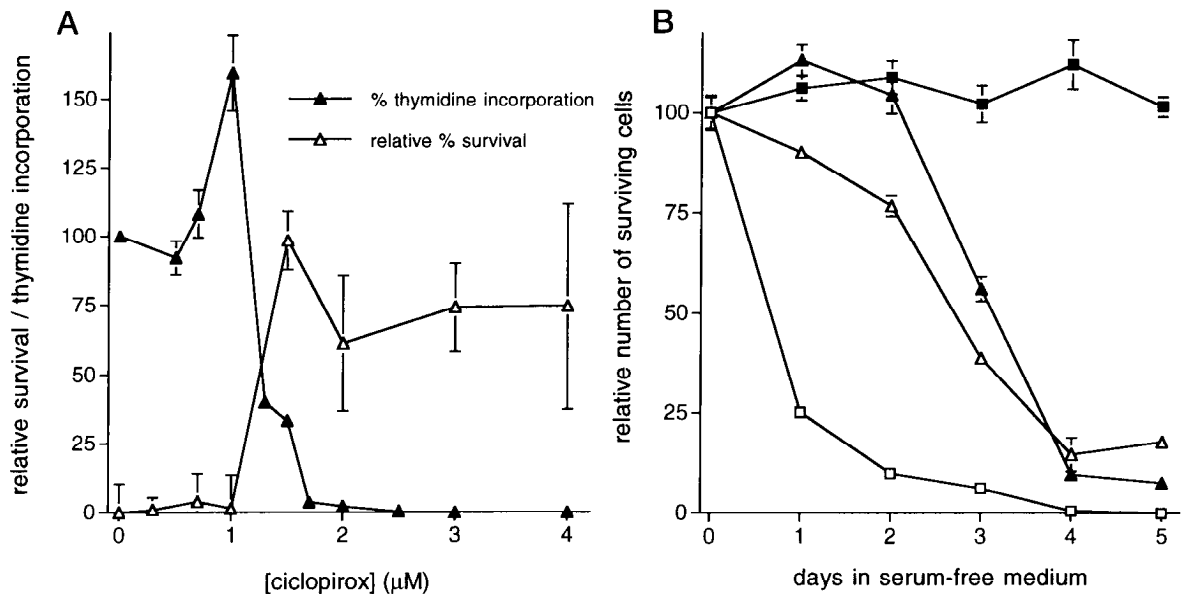 A
relative survival / thymidine incorporation
150
125
100
75
50
25
0
% thymidine incorporation
relative % survival
0 1 2 3 4
[ciclopirox] (μM)
B
relative number of surviving cells
100
75
50
25
0
0 1 2 3 4 5
days in serum-free medium